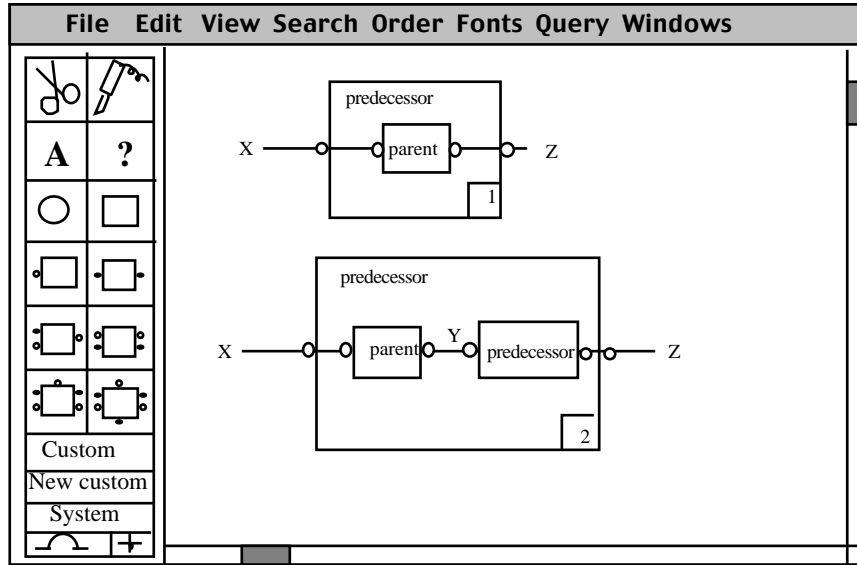 File Edit View Search Order Fonts Query Windows
A ?
Custom
New custom
System
predecessor
X parent Z
1
predecessor
X parent Y predecessor Z
2